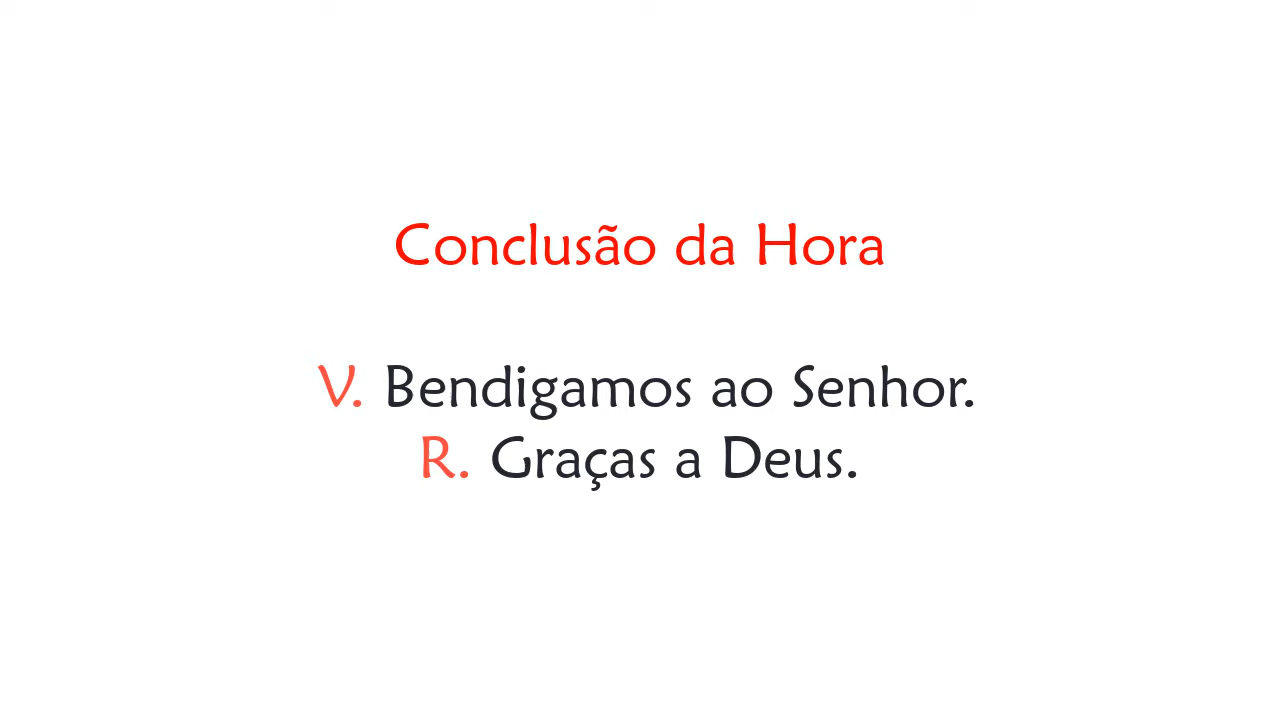 Conclusão da Hora
V. Bendigamos ao Senhor.
R. Graças a Deus.